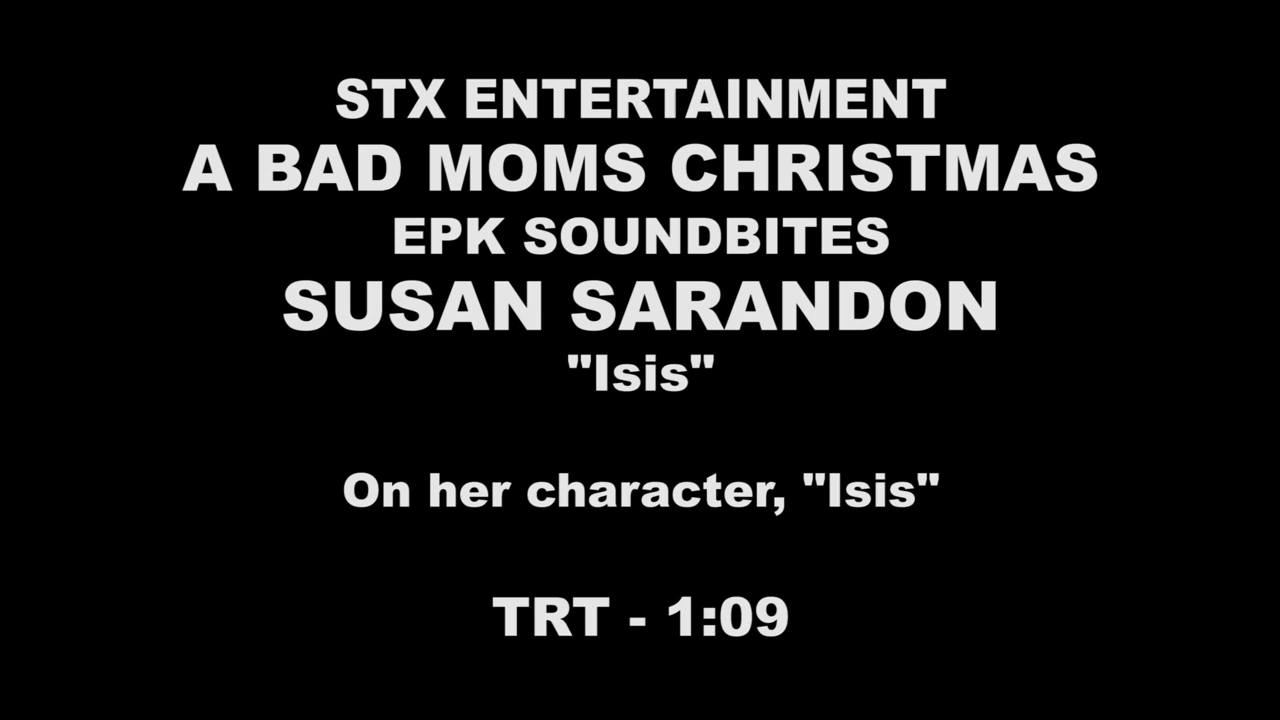 STX ENTERTAINMENT
A BAD MOMS CHRISTMAS
EPK SOUNDBITES
SUSAN SARANDON
"Isis"
On her character, "Isis"
TRT - 1:09